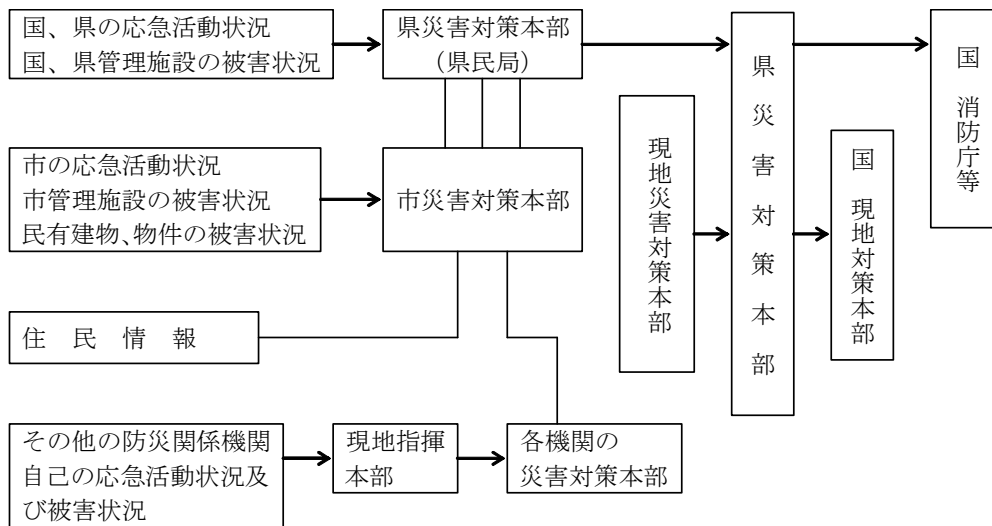 国、県の応急活動状況
国、県管理施設の被害状況
県災害対策本部
（県民局）
県災害対策本部
国　消防庁等
現地災害対策本部
国　現地対策本部
市の応急活動状況
市管理施設の被害状況
民有建物、物件の被害状況
市災害対策本部
住　民　情　報
その他の防災関係機関
自己の応急活動状況及
び被害状況
現地指揮
本部
各機関の
災害対策本部